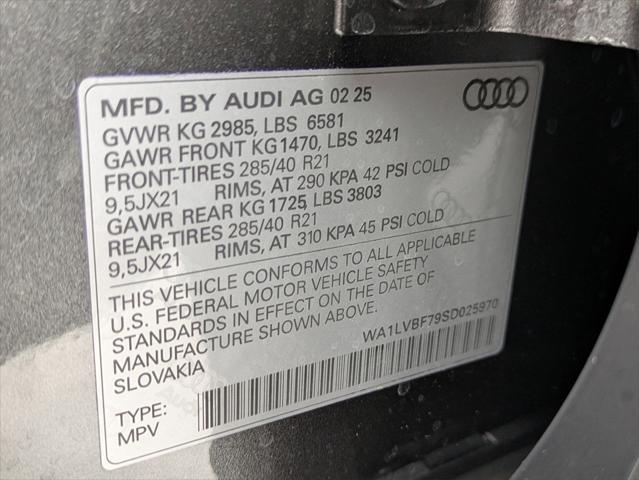 MFD. BY AUDI AG 02 25
GVWR KG 2985, LBS 6581
GAWR FRONT KG1470, LBS 3241
FRONT-TIRES 285/40 R21
9,5JX21 RIMS, AT 290 KPA 42 PSI COLD
GAWR REAR KG 1725, LBS 3803
REAR-TIRES 285/40 R21
9,5JX21 RIMS, AT 310 KPA 45 PSI COLD
THIS VEHICLE CONFORMS TO ALL APPLICABLE
U.S. FEDERAL MOTOR VEHICLE SAFETY
STANDARDS IN EFFECT ON THE DATE OF
MANUFACTURE SHOWN ABOVE.
SLOVAKIA
WA1LVBF79SD025970
TYPE:
MPV